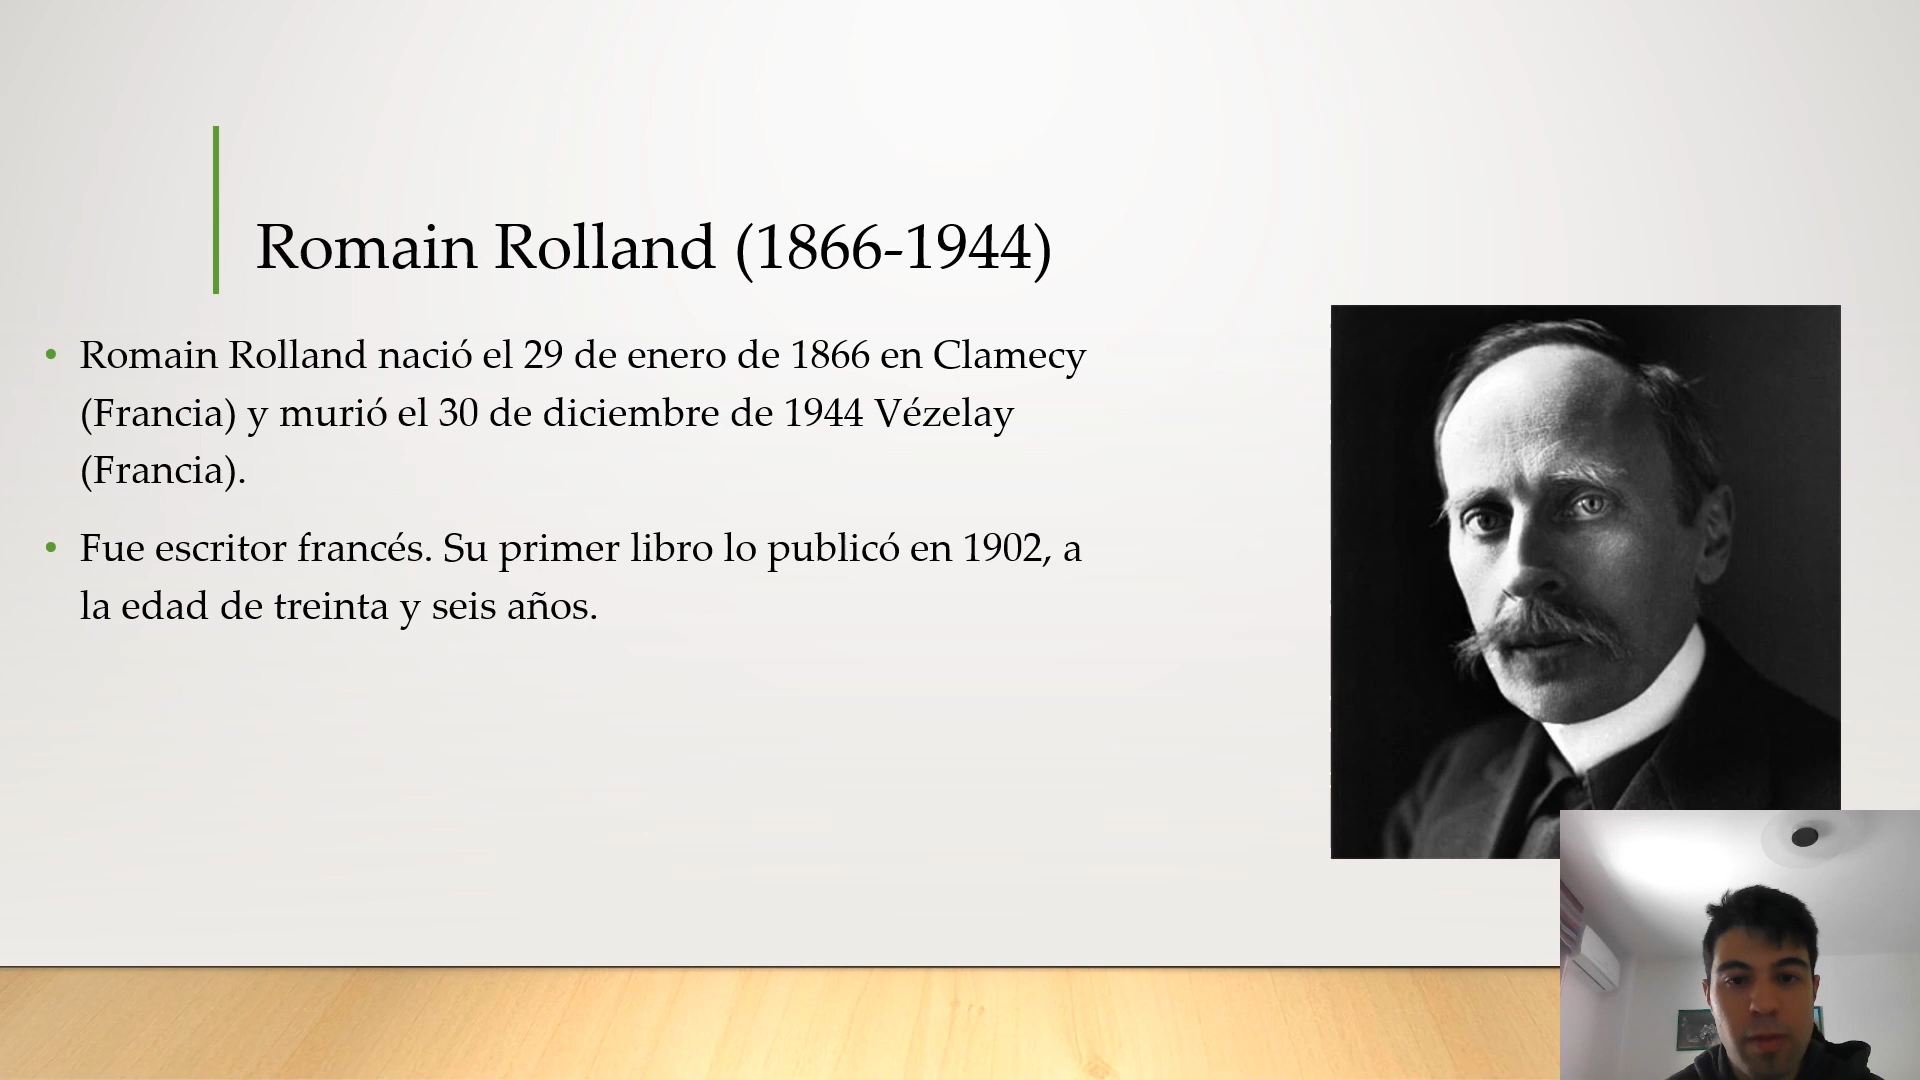 Romain Rolland (1866-1944)
• Romain Rolland nació el 29 de enero de 1866 en Clamecy
(Francia) y murió el 30 de diciembre de 1944 Vézelay
(Francia).
• Fue escritor francés. Su primer libro lo publicó en 1902, a
la edad de treinta y seis años.